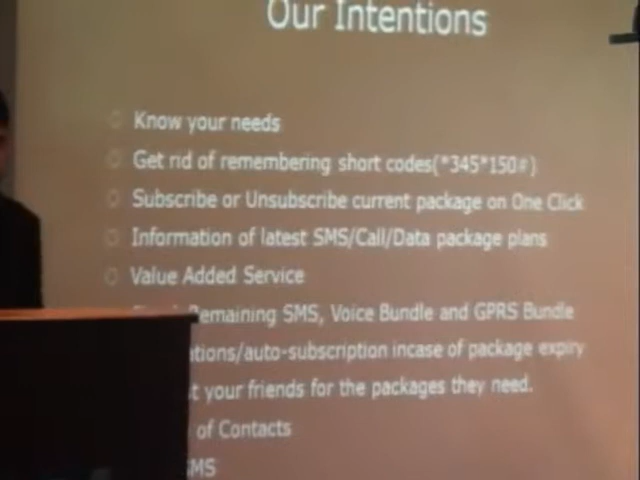 Our Intentions
Know your needs
Get rid of remembering short codes(*345*150#)
Subscribe or Unsubscribe current package on One Click
Information of latest SMS/Call/Data package plans
Value Added Service
Remaining SMS, Voice Bundle and GPRS Bundle
tions/auto-subscription incase of package expiry
t your friends for the packages they need.
of Contacts
SMS